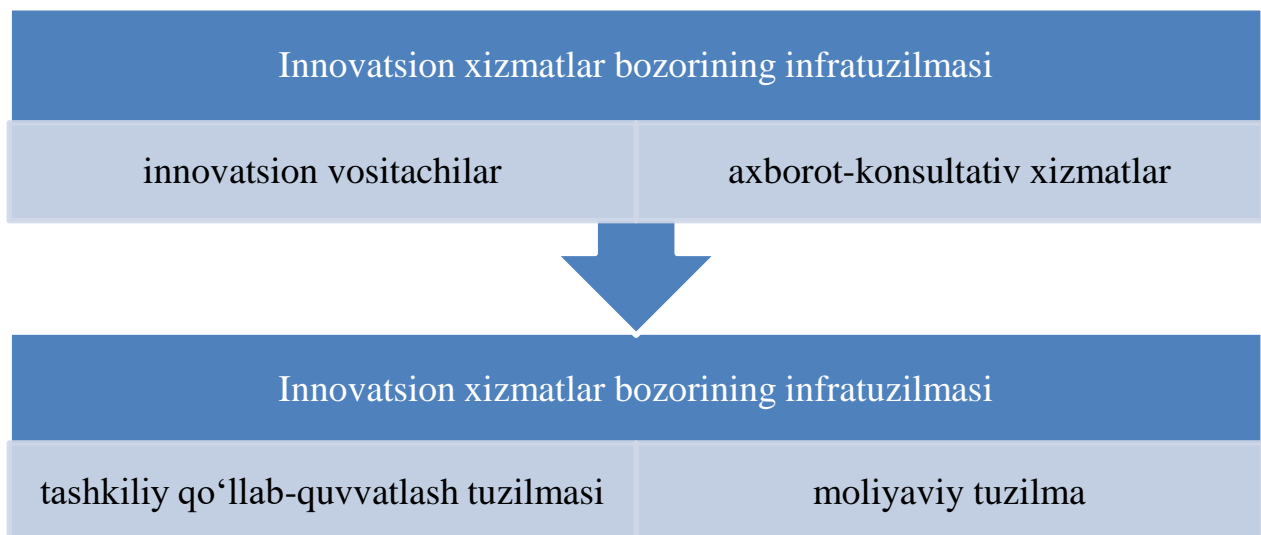 Innovatsion xizmatlar bozorining infratuzilmasi
innovatsion vositachilar
axborot-konsultativ xizmatlar
Innovatsion xizmatlar bozorining infratuzilmasi
tashkiliy qo‘llab-quvvatlash tuzilmasi
moliyaviy tuzilma